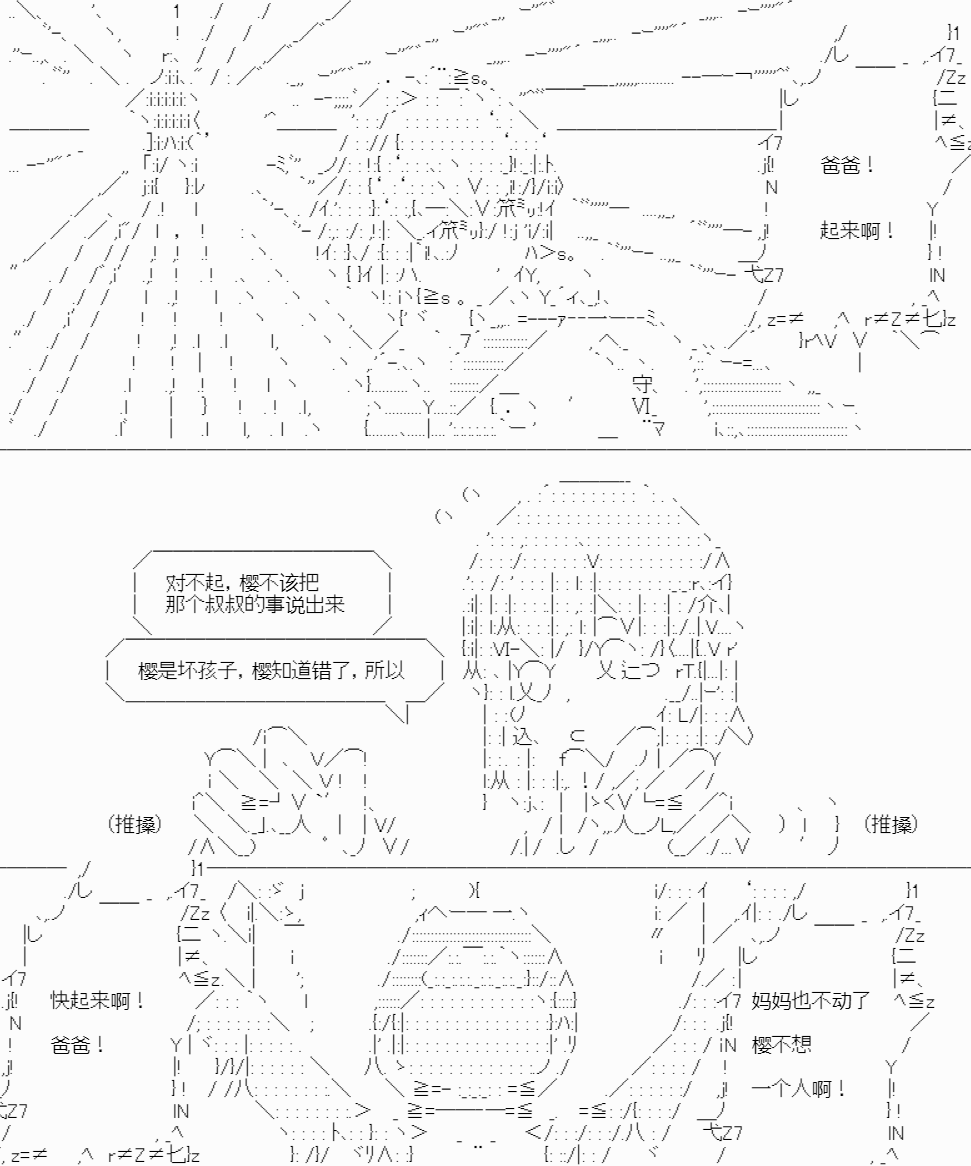 爸爸！
起来啊！
对不起，樱不该把
那个叔叔的事说出来
樱是坏孩子，樱知道错了，所以
（推搡）
（推搡）
快起来啊！
爸爸！
妈妈也不动了
樱不想
一个人啊！